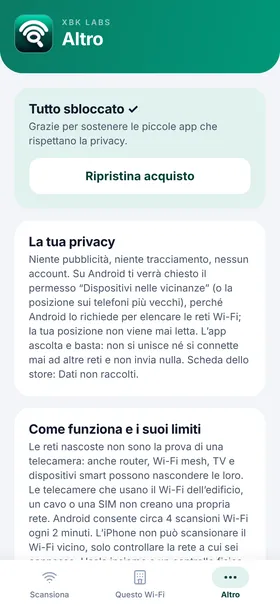 XBK LABS
Altro
Tutto sbloccato ✓
Grazie per sostenere le piccole app che
rispettano la privacy.
Ripristina acquisto
La tua privacy
Niente pubblicità, niente tracciamento, nessun
account. Su Android ti verrà chiesto il
permesso “Dispositivi nelle vicinanze” (o la
posizione sui telefoni più vecchi), perché
Android lo richiede per elencare le reti Wi-Fi;
la tua posizione non viene mai letta. L’app
ascolta e basta: non si unisce né si connette
mai ad altre reti e non invia nulla. Scheda dello
store: Dati non raccolti.
Come funziona e i suoi limiti
Le reti nascoste non sono la prova di una
telecamera: anche router, Wi-Fi mesh, TV e
dispositivi smart possono nascondere le loro.
Le telecamere che usano il Wi-Fi dell’edificio,
un cavo o una SIM non creano una propria
rete. Android consente circa 4 scansioni Wi-Fi
ogni 2 minuti. L’iPhone non può scansionare il
Wi-Fi vicino, solo controllare la rete a cui sei
Scansiona
Questo Wi-Fi
Altro